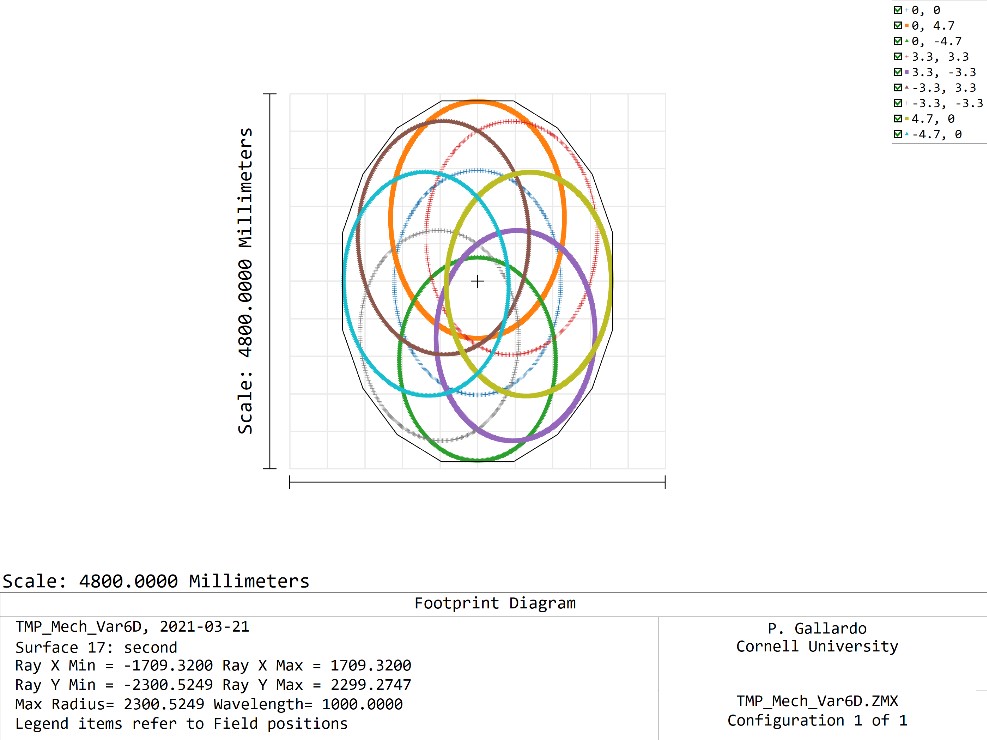 0, 0
0, 4.7
0, -4.7
3.3, 3.3
3.3, -3.3
-3.3, 3.3
-3.3, -3.3
4.7, 0
-4.7, 0
Scale: 4800.0000 Millimeters
Scale: 4800.0000 Millimeters
Footprint Diagram
TMP_Mech_Var6D, 2021-03-21
Surface 17: second
Ray X Min = -1709.3200 Ray X Max = 1709.3200
Ray Y Min = -2300.5249 Ray Y Max = 2299.2747
Max Radius= 2300.5249 Wavelength= 1000.0000
Legend items refer to Field positions
P. Gallardo
Cornell University
TMP_Mech_Var6D.ZMX
Configuration 1 of 1